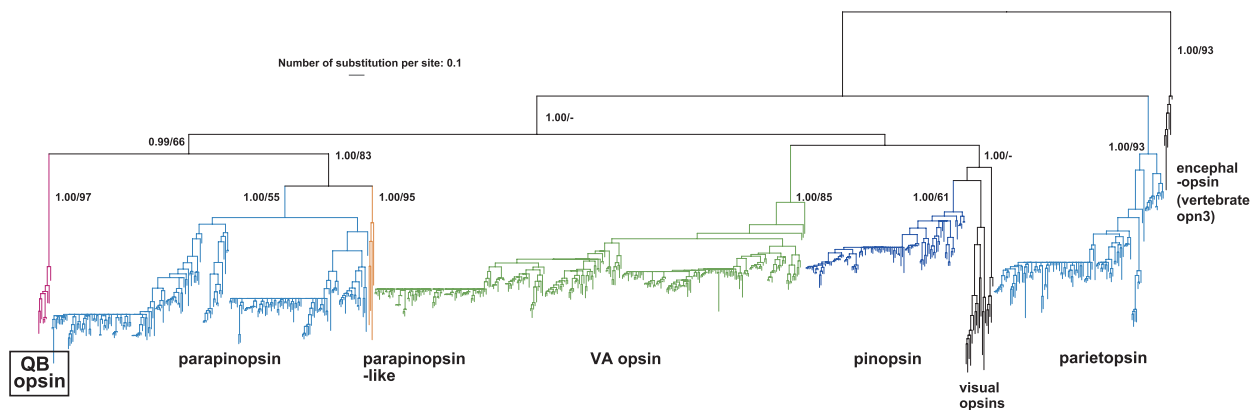 1.00/93
Number of substitution per site: 0.1
1.00/-
0.99/66
1.00/83
1.00/-
1.00/93
encephal
-opsin
(vertebrate
opn3)
1.00/97
1.00/55
1.00/95
1.00/85
1.00/61
QB
opsin
parapinopsin
parapinopsin
-like
VA opsin
pinopsin
visual
opsins
parietopsin